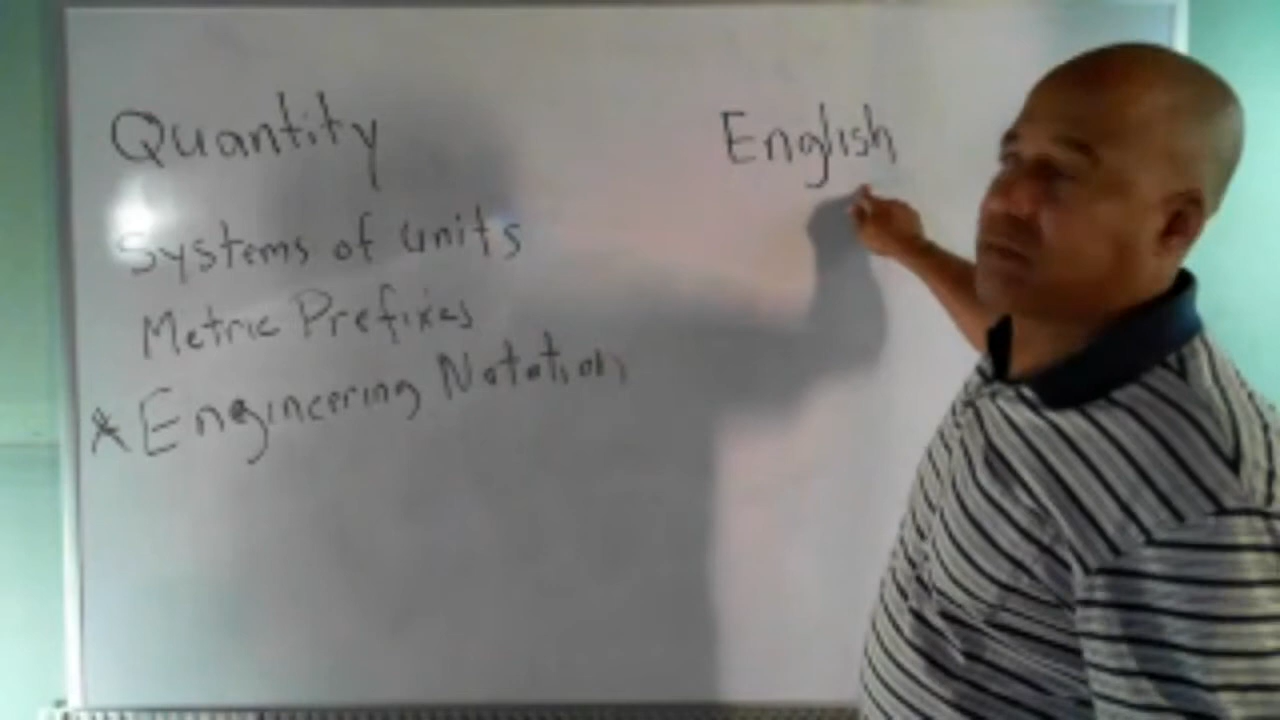 Quantity
Systems of Units
Metric Prefixes
* Engineering Notation
English